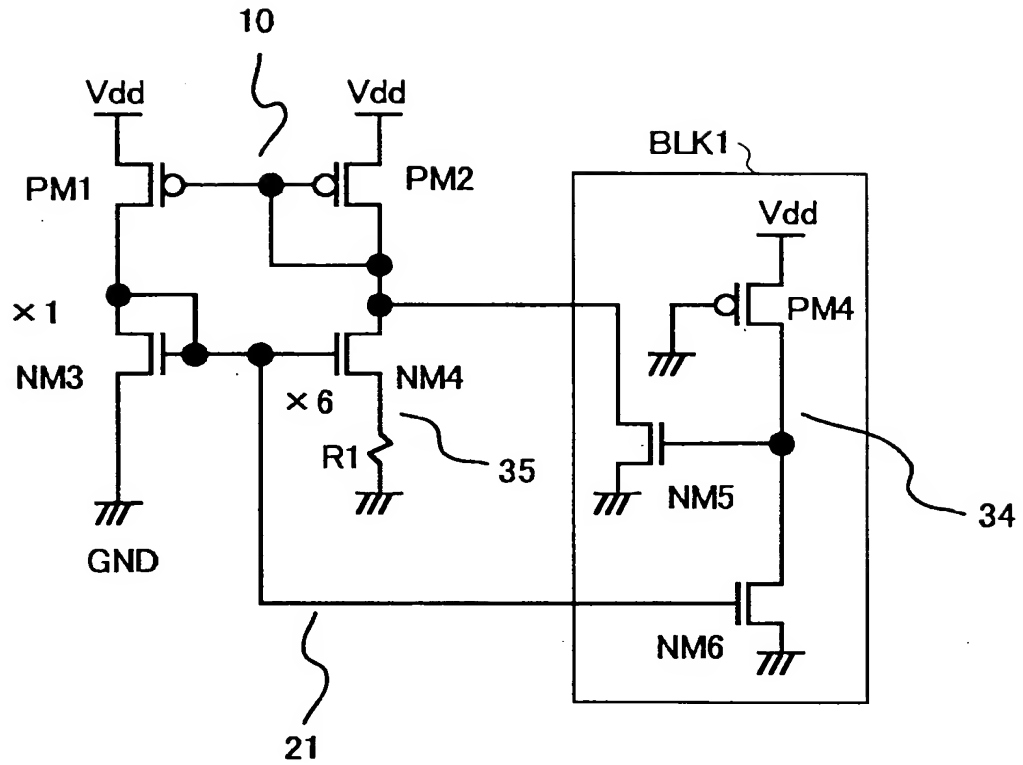 10
Vdd
Vdd
BLK1
PM1
PM2
Vdd
PM4
×1
NM3
×6
NM4
R1
35
NM5
34
GND
NM6
21